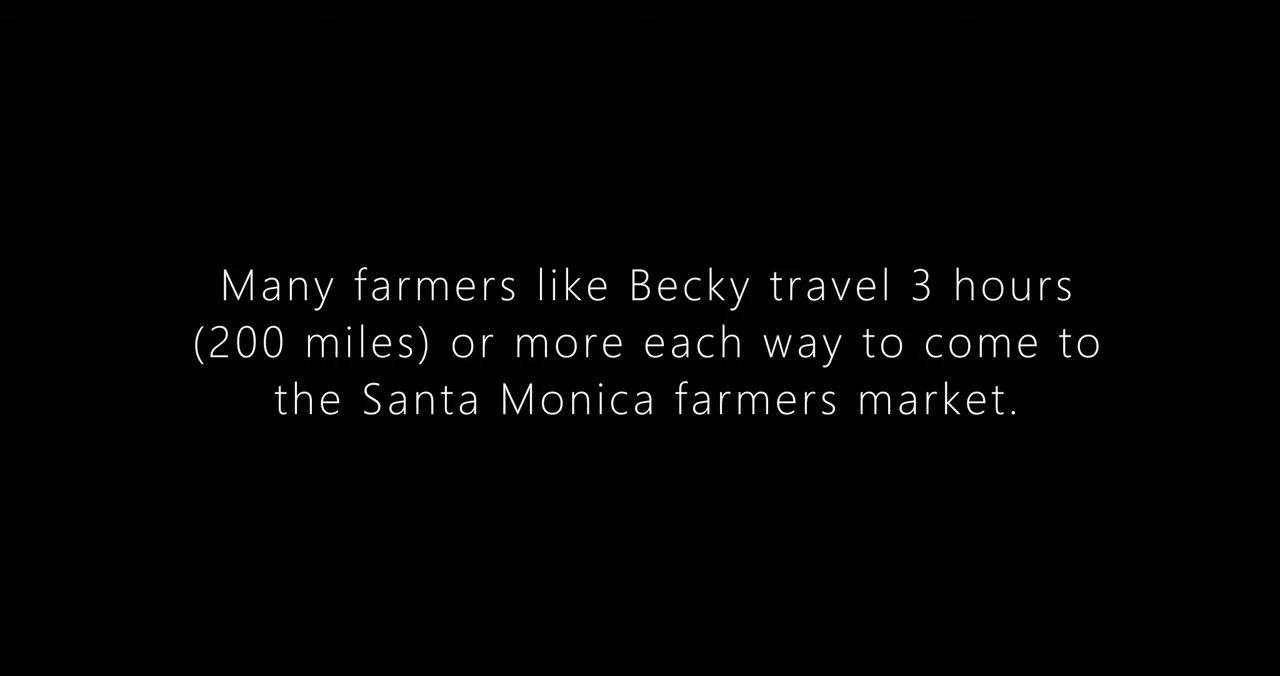 Many farmers like Becky travel 3 hours
(200 miles) or more each way to come to
the Santa Monica farmers market.